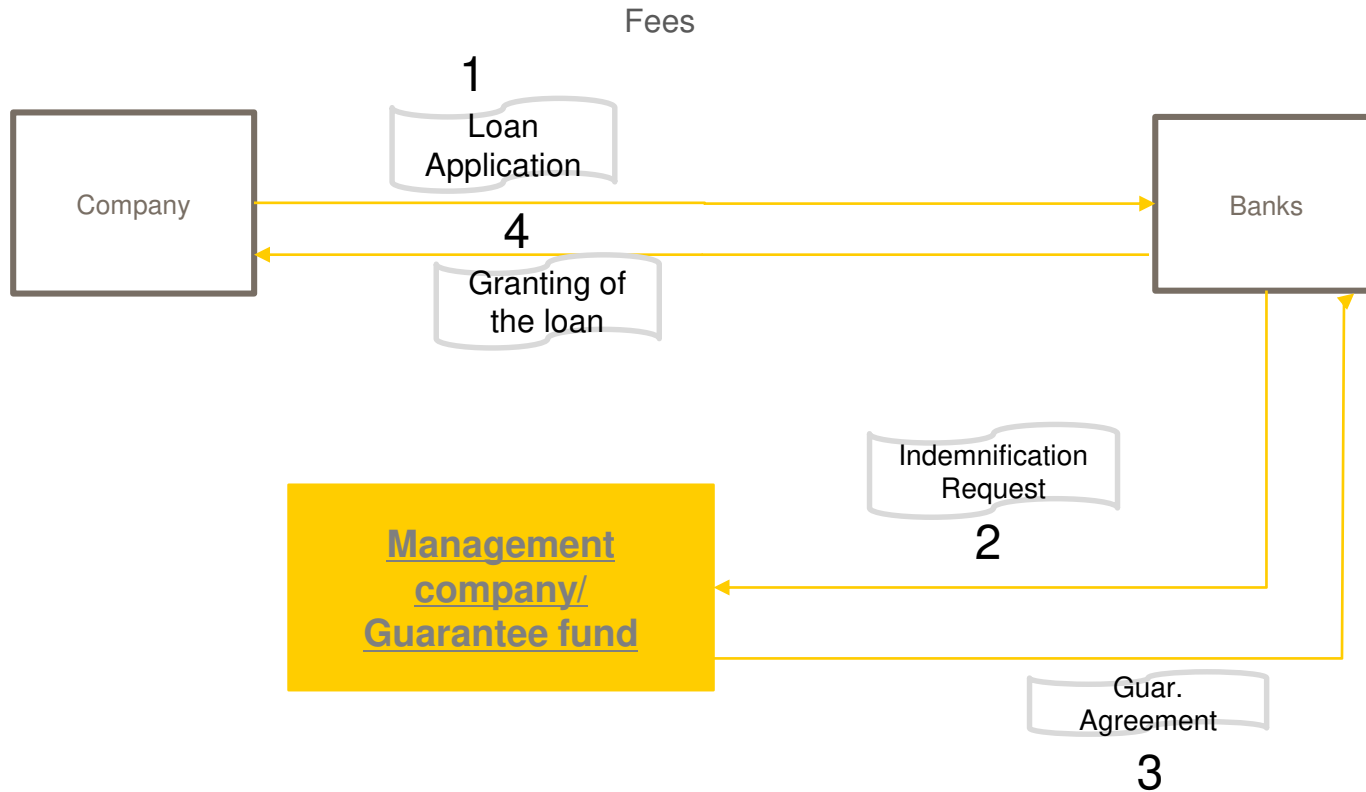 Fees
1
Loan
Application
Company
Banks
4
Granting of
the loan
Indemnification
Request
2
Management
company/
Guarantee fund
Guar.
Agreement
3